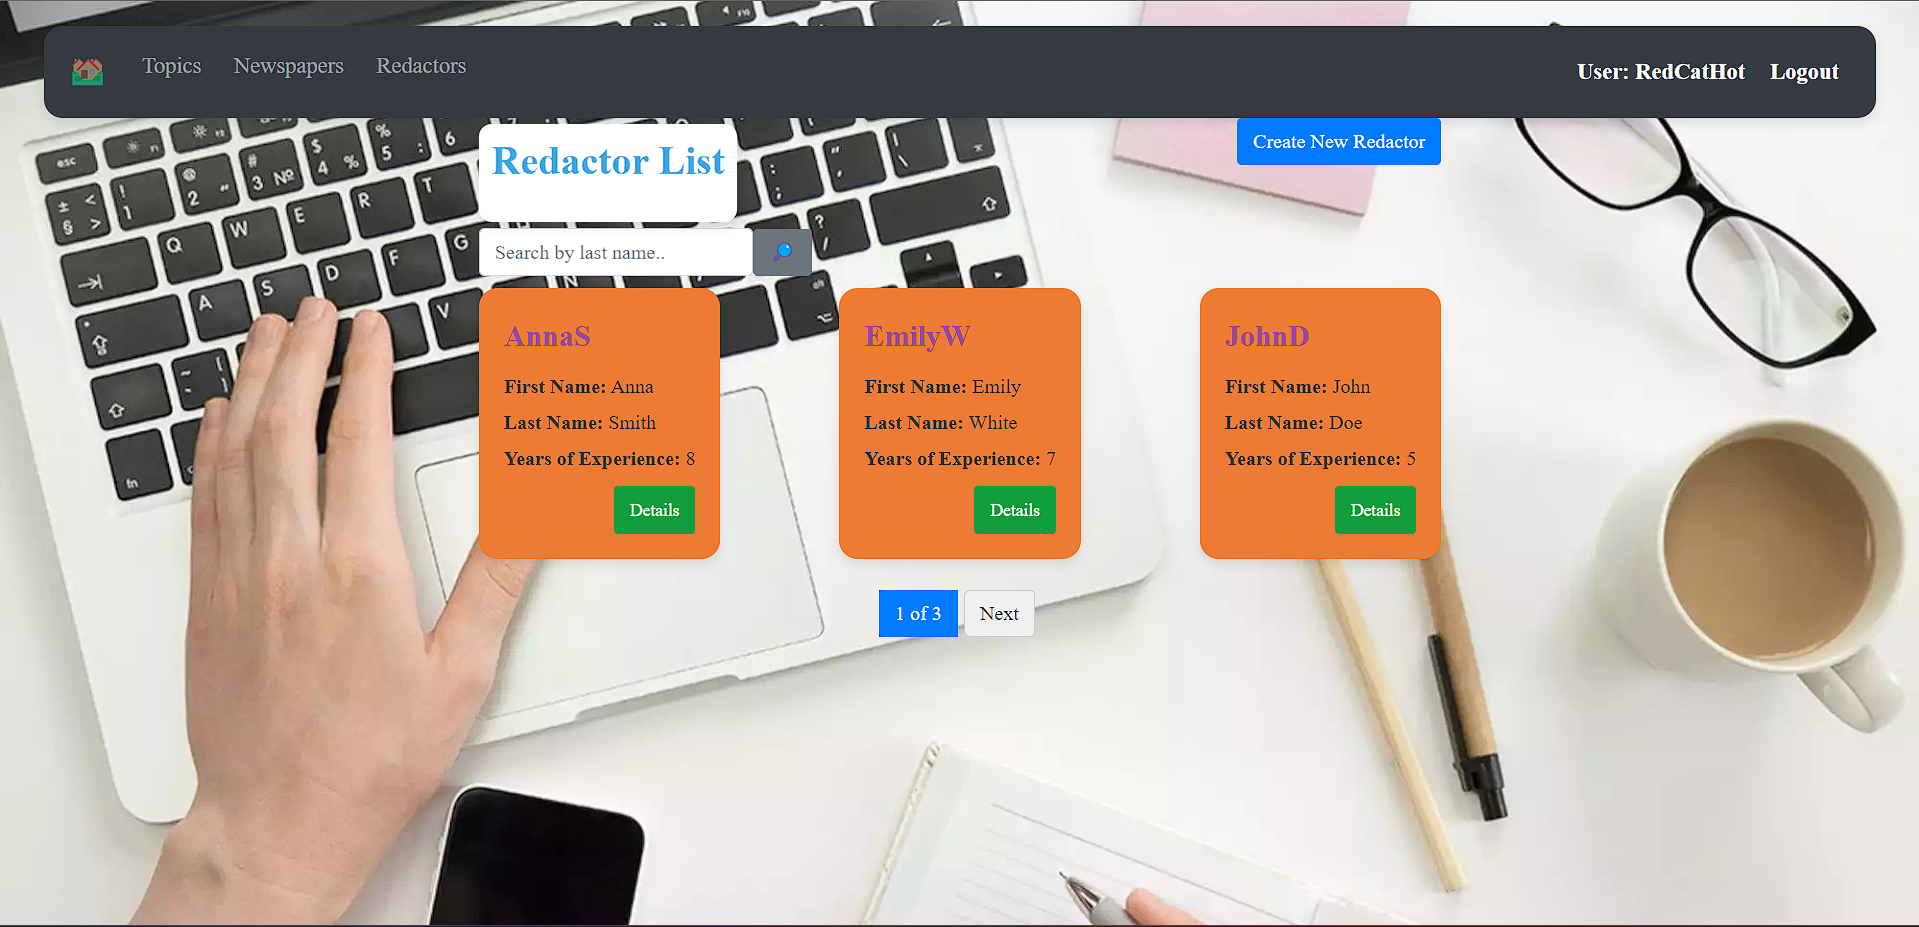 Topics Newspapers Redactors User: RedCatHot Logout
Redactor List
Create New Redactor
Search by last name..
AnnaS
First Name: Anna
Last Name: Smith
Years of Experience: 8
Details
EmilyW
First Name: Emily
Last Name: White
Years of Experience: 7
Details
JohnD
First Name: John
Last Name: Doe
Years of Experience: 5
Details
1 of 3 Next
esc
Q W E R T
A S D F G
V N
fn